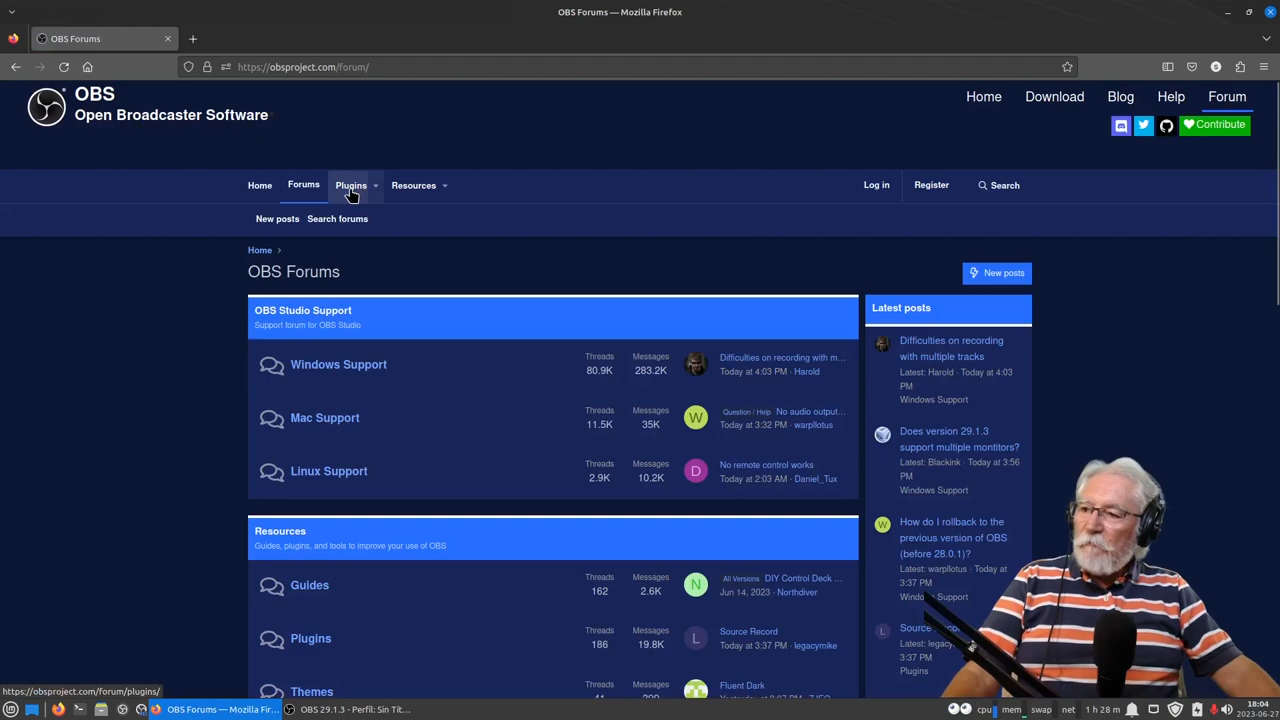 OBS Forums — Mozilla Firefox
OBS Forums
https://obsproject.com/forum/
OBS
Open Broadcaster Software
Home Download Blog Help Forum
Contribute
Home Forums Plugins Resources Log in Register Search
New posts Search forums
Home
OBS Forums
New posts
OBS Studio Support
Support forum for OBS Studio
Windows Support
Threads
80.9K
Messages
283.2K
Difficulties on recording with m...
Today at 4:03 PM · Harold
Mac Support
Threads
11.5K
Messages
35K
W
Question / Help No audio output...
Today at 3:32 PM · warpllotus
Linux Support
Threads
2.9K
Messages
10.2K
D
No remote control works
Today at 2:03 AM · Daniel_Tux
Resources
Guides, plugins, and tools to improve your use of OBS
Guides
Threads
162
Messages
2.6K
N
All Versions DIY Control Deck ...
Jun 14, 2023 · Northdiver
Plugins
Threads
186
Messages
19.8K
L
Source Record
Today at 3:37 PM · legacymike
Themes
Threads
Messages
Fluent Dark
Latest posts
Difficulties on recording
with multiple tracks
Latest: Harold · Today at 4:03
PM
Windows Support
Does version 29.1.3
support multiple montitors?
Latest: Blackink · Today at 3:56
PM
Windows Support
W
How do I rollback to the
previous version of OBS
(before 28.0.1)?
Latest: warpllotus · Today at
3:37 PM
Support
L
3:37 PM
Plugins
https://obsproject.com/forum/plugins/
OBS Forums — Mozilla Fir...
OBS 29.1.3 - Perfil: Sin Tít...
cpu mem swap net 1 h 28 m
18:04
2023-06-27